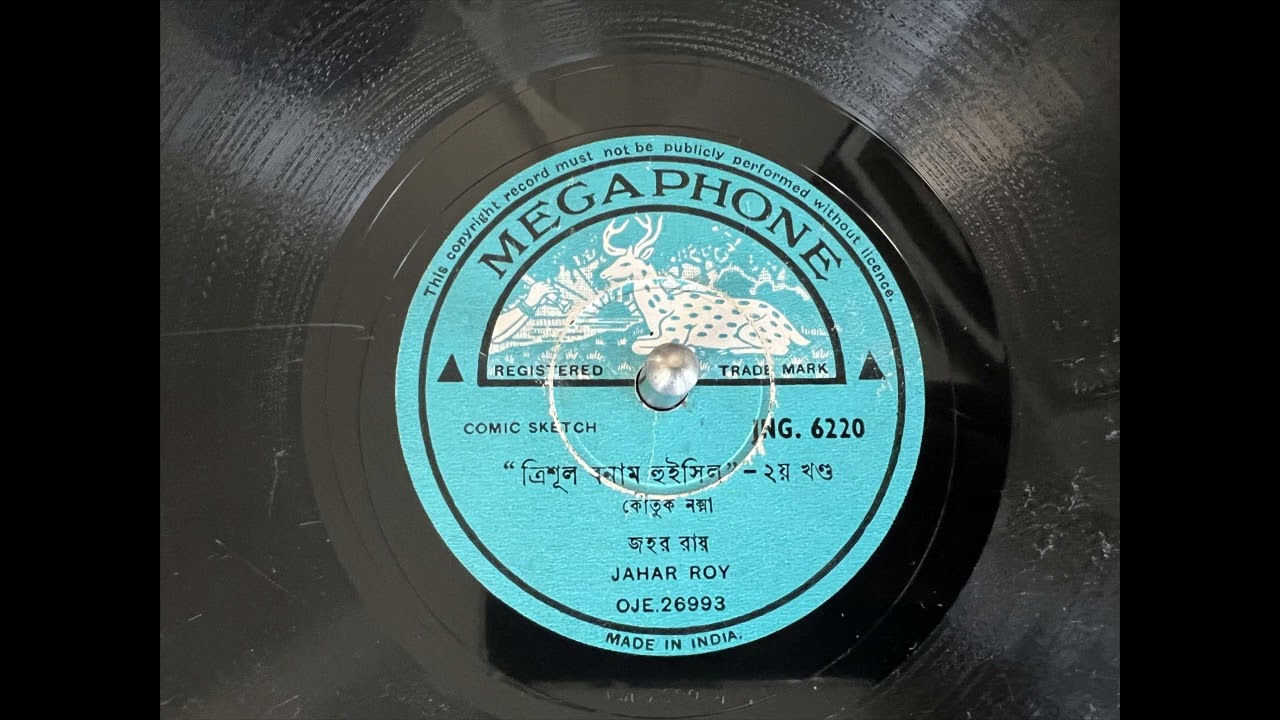 This copyright record must not be publicly performed without licence.
MEGAPHONE
REGISTERED TRADE MARK
COMIC SKETCH JNG. 6220
“ত্রিশূল বনাম হুইসিল” – ২য় খণ্ড
কৌতুক নক্সা
জহর রায়
JAHAR ROY
OJE.26993
MADE IN INDIA.